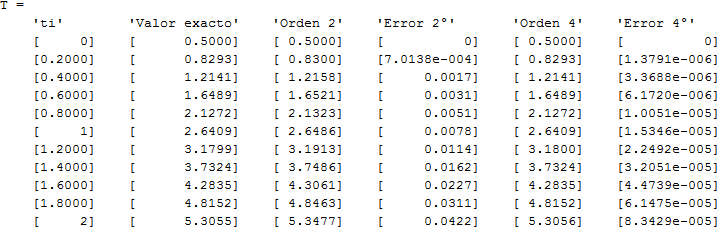 T =
'ti' 'Valor exacto' 'Orden 2' 'Error 2°' 'Orden 4' 'Error 4°'
[ 0] [ 0.5000] [ 0.5000] [ 0] [ 0.5000] [ 0]
[0.2000] [ 0.8293] [ 0.8300] [7.0138e-004] [ 0.8293] [1.3791e-006]
[0.4000] [ 1.2141] [ 1.2158] [ 0.0017] [ 1.2141] [3.3688e-006]
[0.6000] [ 1.6489] [ 1.6521] [ 0.0031] [ 1.6489] [6.1720e-006]
[0.8000] [ 2.1272] [ 2.1323] [ 0.0051] [ 2.1272] [1.0051e-005]
[ 1] [ 2.6409] [ 2.6486] [ 0.0078] [ 2.6409] [1.5346e-005]
[1.2000] [ 3.1799] [ 3.1913] [ 0.0114] [ 3.1800] [2.2492e-005]
[1.4000] [ 3.7324] [ 3.7486] [ 0.0162] [ 3.7324] [3.2051e-005]
[1.6000] [ 4.2835] [ 4.3061] [ 0.0227] [ 4.2835] [4.4739e-005]
[1.8000] [ 4.8152] [ 4.8463] [ 0.0311] [ 4.8152] [6.1475e-005]
[ 2] [ 5.3055] [ 5.3477] [ 0.0422] [ 5.3056] [8.3429e-005]